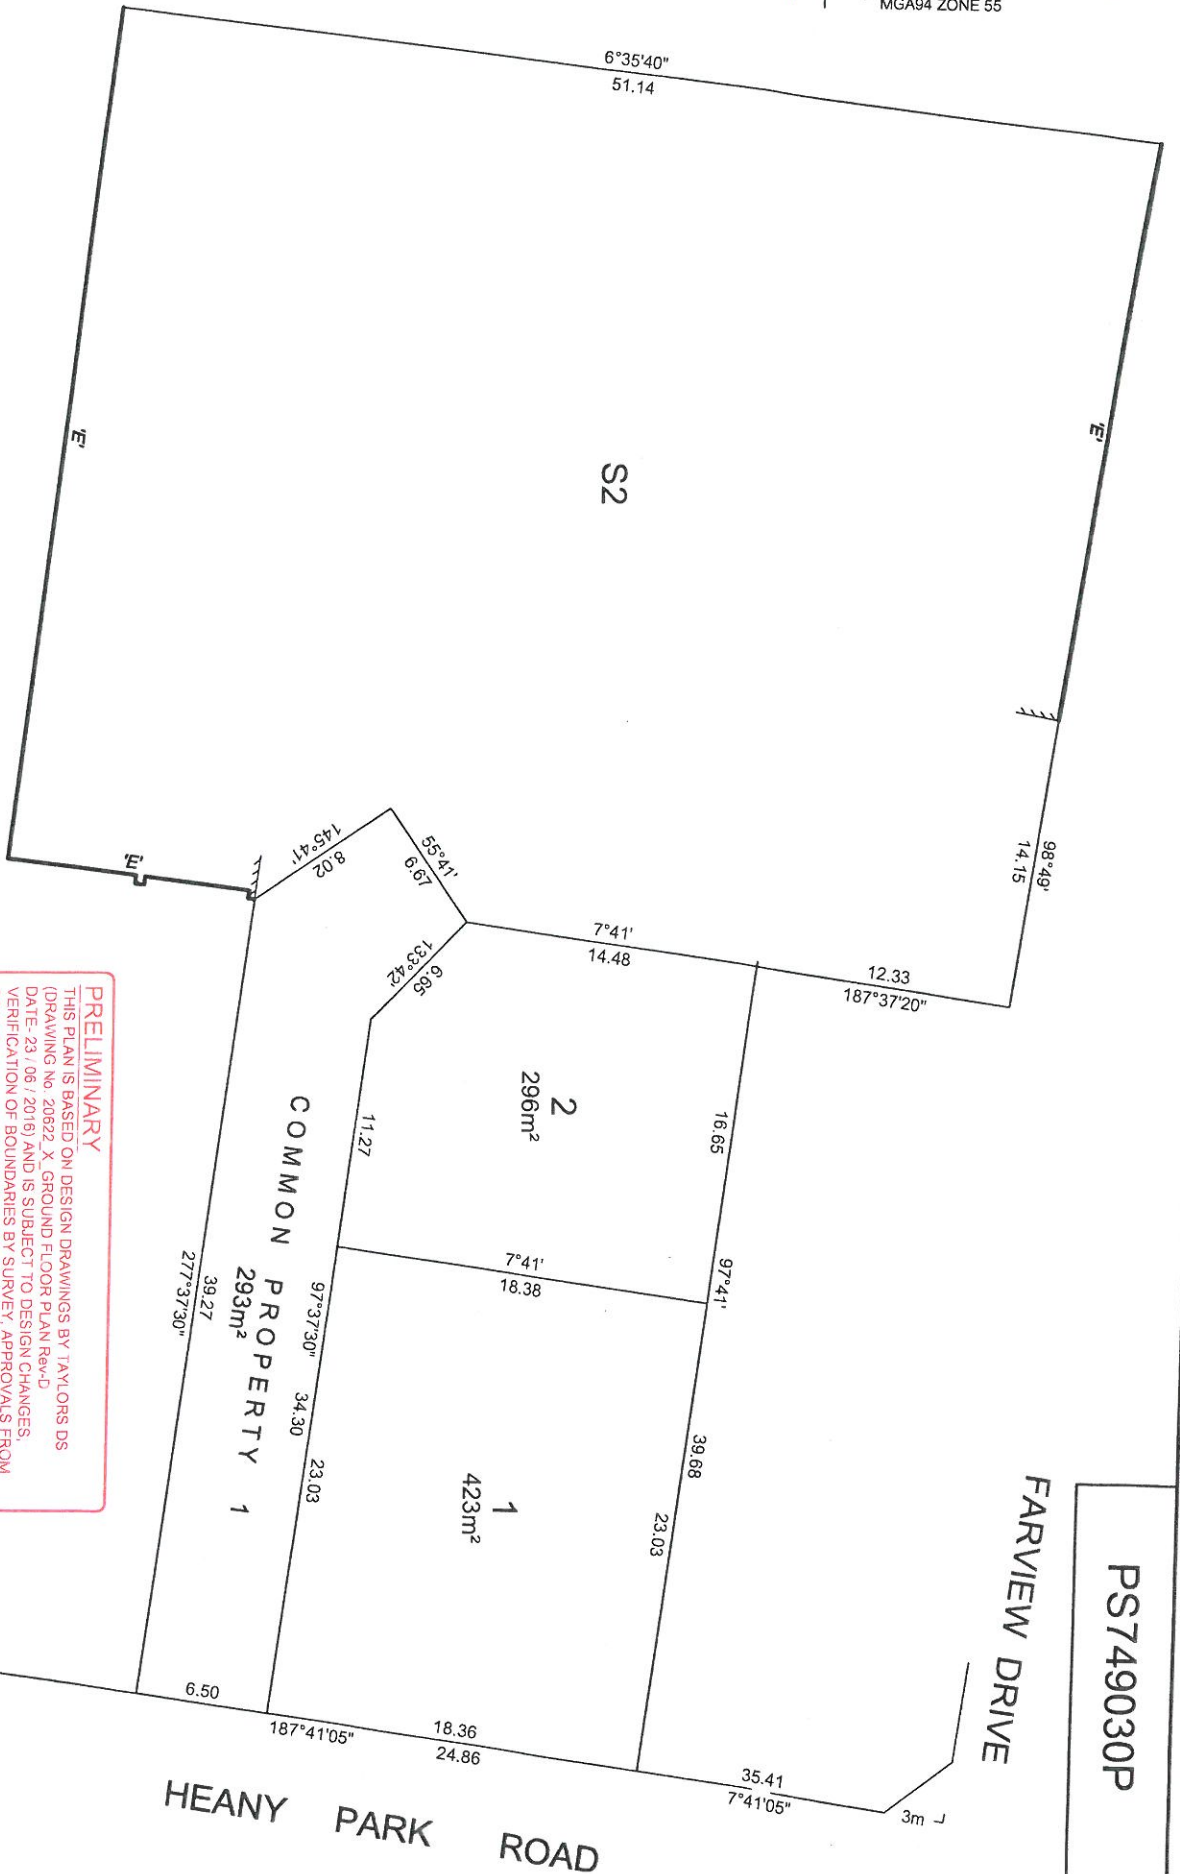 MGA94 ZONE 55
PS749030P
FARVIEW DRIVE
6°35'40"
51.14
'E'
S2
98°49'
14.15
12.33
187°37'20"
7°41'
14.48
55°41'
6.67
145°41'
8.02
133°42'
6.65
'E'
'E'
2
296m²
16.65
97°41'
39.68
23.03
11.27
7°41'
18.38
1
423m²
COMMON PROPERTY 1
293m²
97°37'30" 34.30
23.03
39.27
277°37'30"
6.50
187°41'05"
18.36
24.86
35.41
7°41'05"
3m
HEANY PARK ROAD
PRELIMINARY
THIS PLAN IS BASED ON DESIGN DRAWINGS BY TAYLORS DS
(DRAWING No. 20622_X_GROUND FLOOR PLAN Rev-D
DATE- 23 / 06 / 2016) AND IS SUBJECT TO DESIGN CHANGES,
VERIFICATION OF BOUNDARIES BY SURVEY, APPROVALS FROM